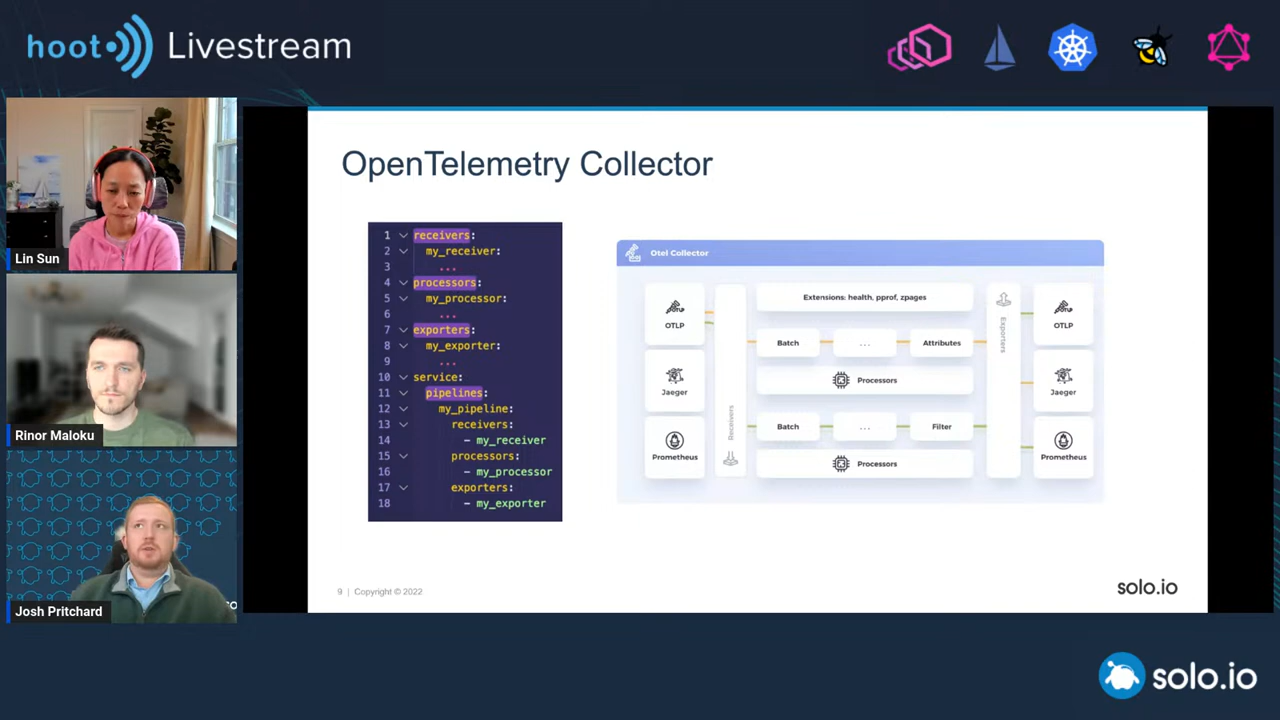 hoot Livestream
Lin Sun
Rinor Maloku
Josh Pritchard
OpenTelemetry Collector
1 receivers:
2 my_receiver:
3 ...
4 processors:
5 my_processor:
6 ...
7 exporters:
8 my_exporter:
9 ...
10 service:
11 pipelines:
12 my_pipeline:
13 receivers:
14 - my_receiver
15 processors:
16 - my_processor
17 exporters:
18 - my_exporter
Otel Collector
OTLP
Jaeger
Prometheus
Receivers
Extensions: health, pprof, zpages
Batch ... Attributes
Processors
Batch ... Filter
Processors
Exporters
OTLP
Jaeger
Prometheus
9 | Copyright © 2022
solo.io
solo.io